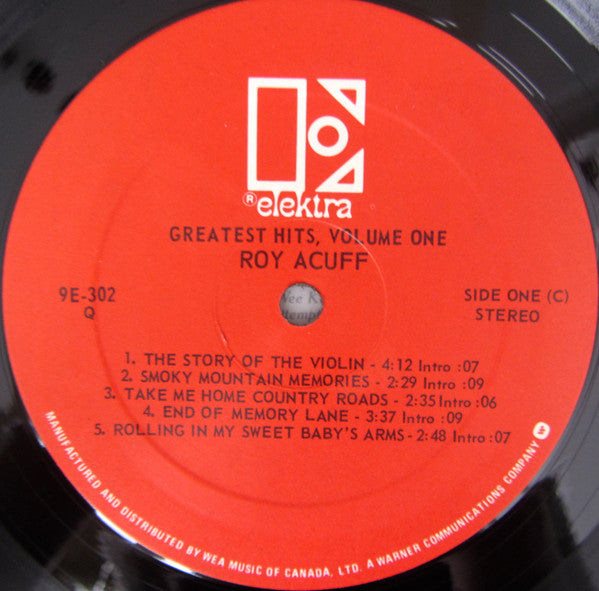 ® elektra
GREATEST HITS, VOLUME ONE
ROY ACUFF
9E-302
Q
SIDE ONE (C)
STEREO
1. THE STORY OF THE VIOLIN - 4:12 Intro :07
2. SMOKY MOUNTAIN MEMORIES - 2:29 Intro :09
3. TAKE ME HOME COUNTRY ROADS - 2:35 Intro :06
4. END OF MEMORY LANE - 3:37 Intro :09
5. ROLLING IN MY SWEET BABY'S ARMS - 2:48 Intro :07
MANUFACTURED AND DISTRIBUTED BY WEA MUSIC OF CANADA, LTD. A WARNER COMMUNICATIONS COMPANY